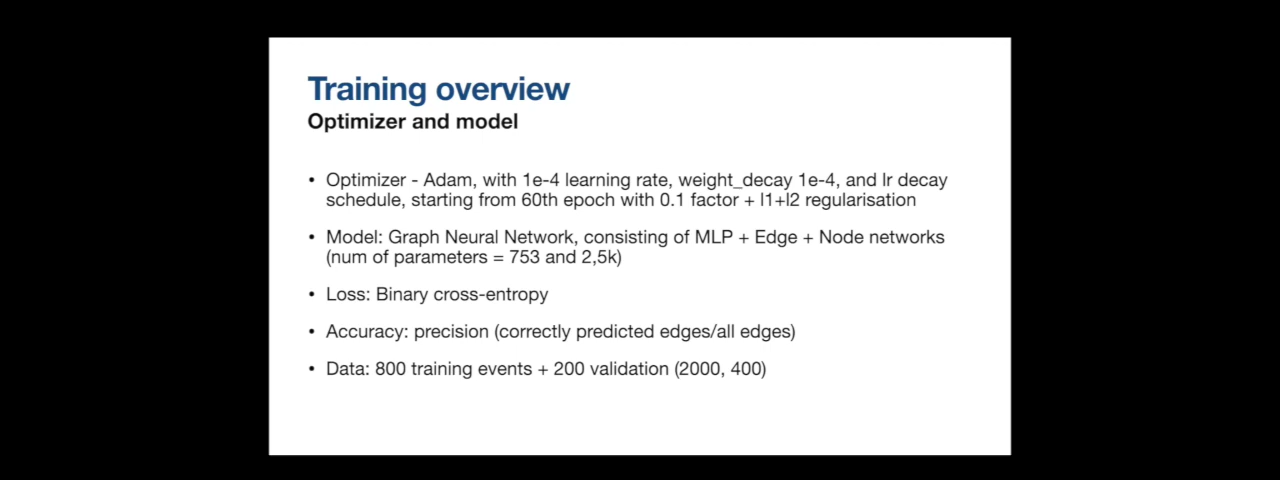 Training overview
Optimizer and model
• Optimizer - Adam, with 1e-4 learning rate, weight_decay 1e-4, and lr decay
schedule, starting from 60th epoch with 0.1 factor + l1+l2 regularisation
• Model: Graph Neural Network, consisting of MLP + Edge + Node networks
(num of parameters = 753 and 2,5k)
• Loss: Binary cross-entropy
• Accuracy: precision (correctly predicted edges/all edges)
• Data: 800 training events + 200 validation (2000, 400)